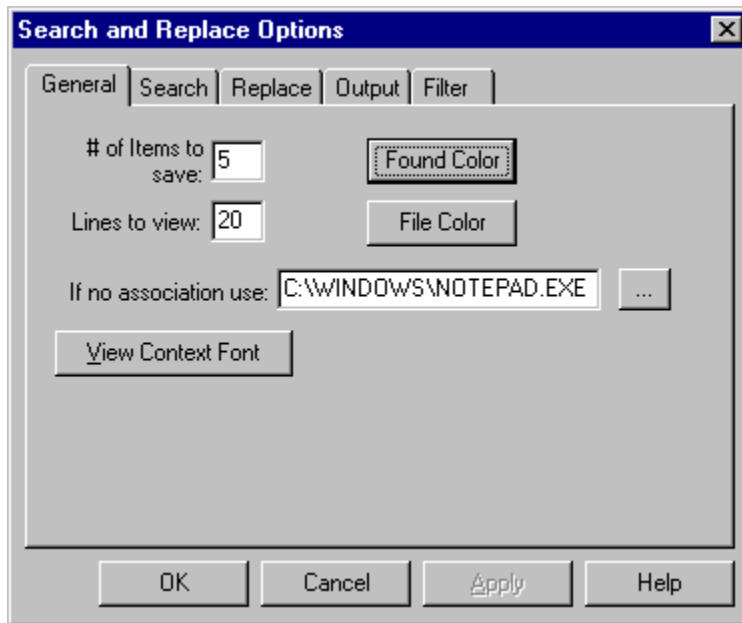 Search and Replace Options
General Search Replace Output Filter
# of Items to
save: 5
Found Color
Lines to view: 20
File Color
If no association use: C:\WINDOWS\NOTEPAD.EXE ...
View Context Font
OK Cancel Apply Help